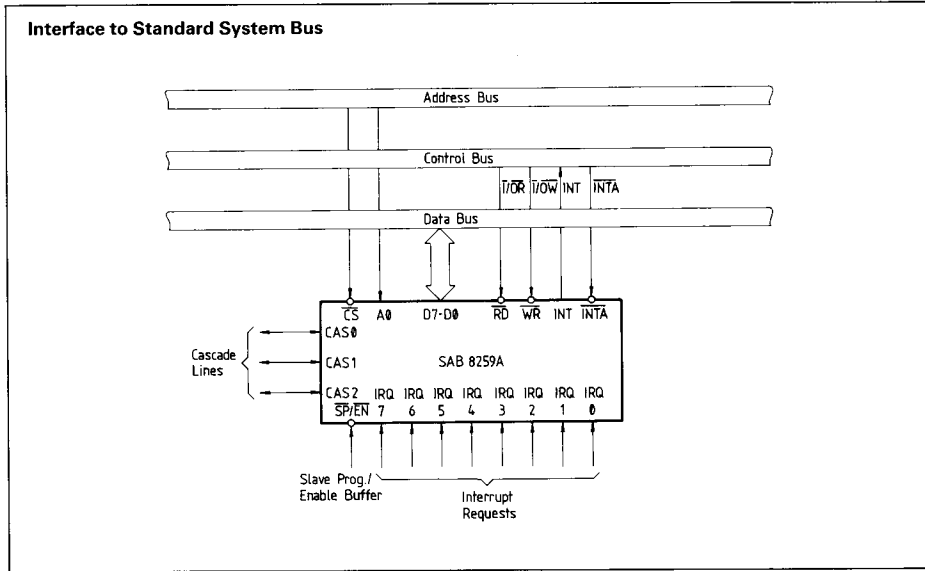 Interface to Standard System Bus
Address Bus
Control Bus
I/OR I/OW INT INTA
Data Bus
CS A0 D7-D0 RD WR INT INTA
CAS0
Cascade
Lines
CAS1
SAB 8259A
CAS2 IRQ IRQ IRQ IRQ IRQ IRQ IRQ IRQ
SP/EN 7 6 5 4 3 2 1 0
Slave Prog./
Enable Buffer
Interrupt
Requests